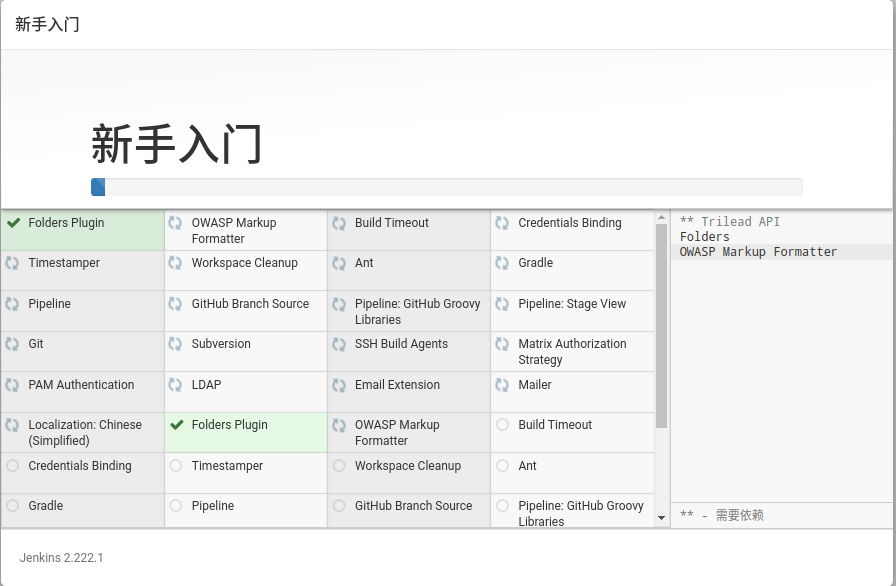 新手入门
新手入门
Folders Plugin
OWASP Markup
Formatter
Build Timeout
Credentials Binding
Timestamper
Workspace Cleanup
Ant
Gradle
Pipeline
GitHub Branch Source
Pipeline: GitHub Groovy
Libraries
Pipeline: Stage View
Git
Subversion
SSH Build Agents
Matrix Authorization
Strategy
PAM Authentication
LDAP
Email Extension
Mailer
Localization: Chinese
(Simplified)
Folders Plugin
OWASP Markup
Formatter
Build Timeout
Credentials Binding
Timestamper
Workspace Cleanup
Ant
Gradle
Pipeline
GitHub Branch Source
Pipeline: GitHub Groovy
Libraries
** Trilead API
Folders
OWASP Markup Formatter
** - 需要依赖
Jenkins 2.222.1